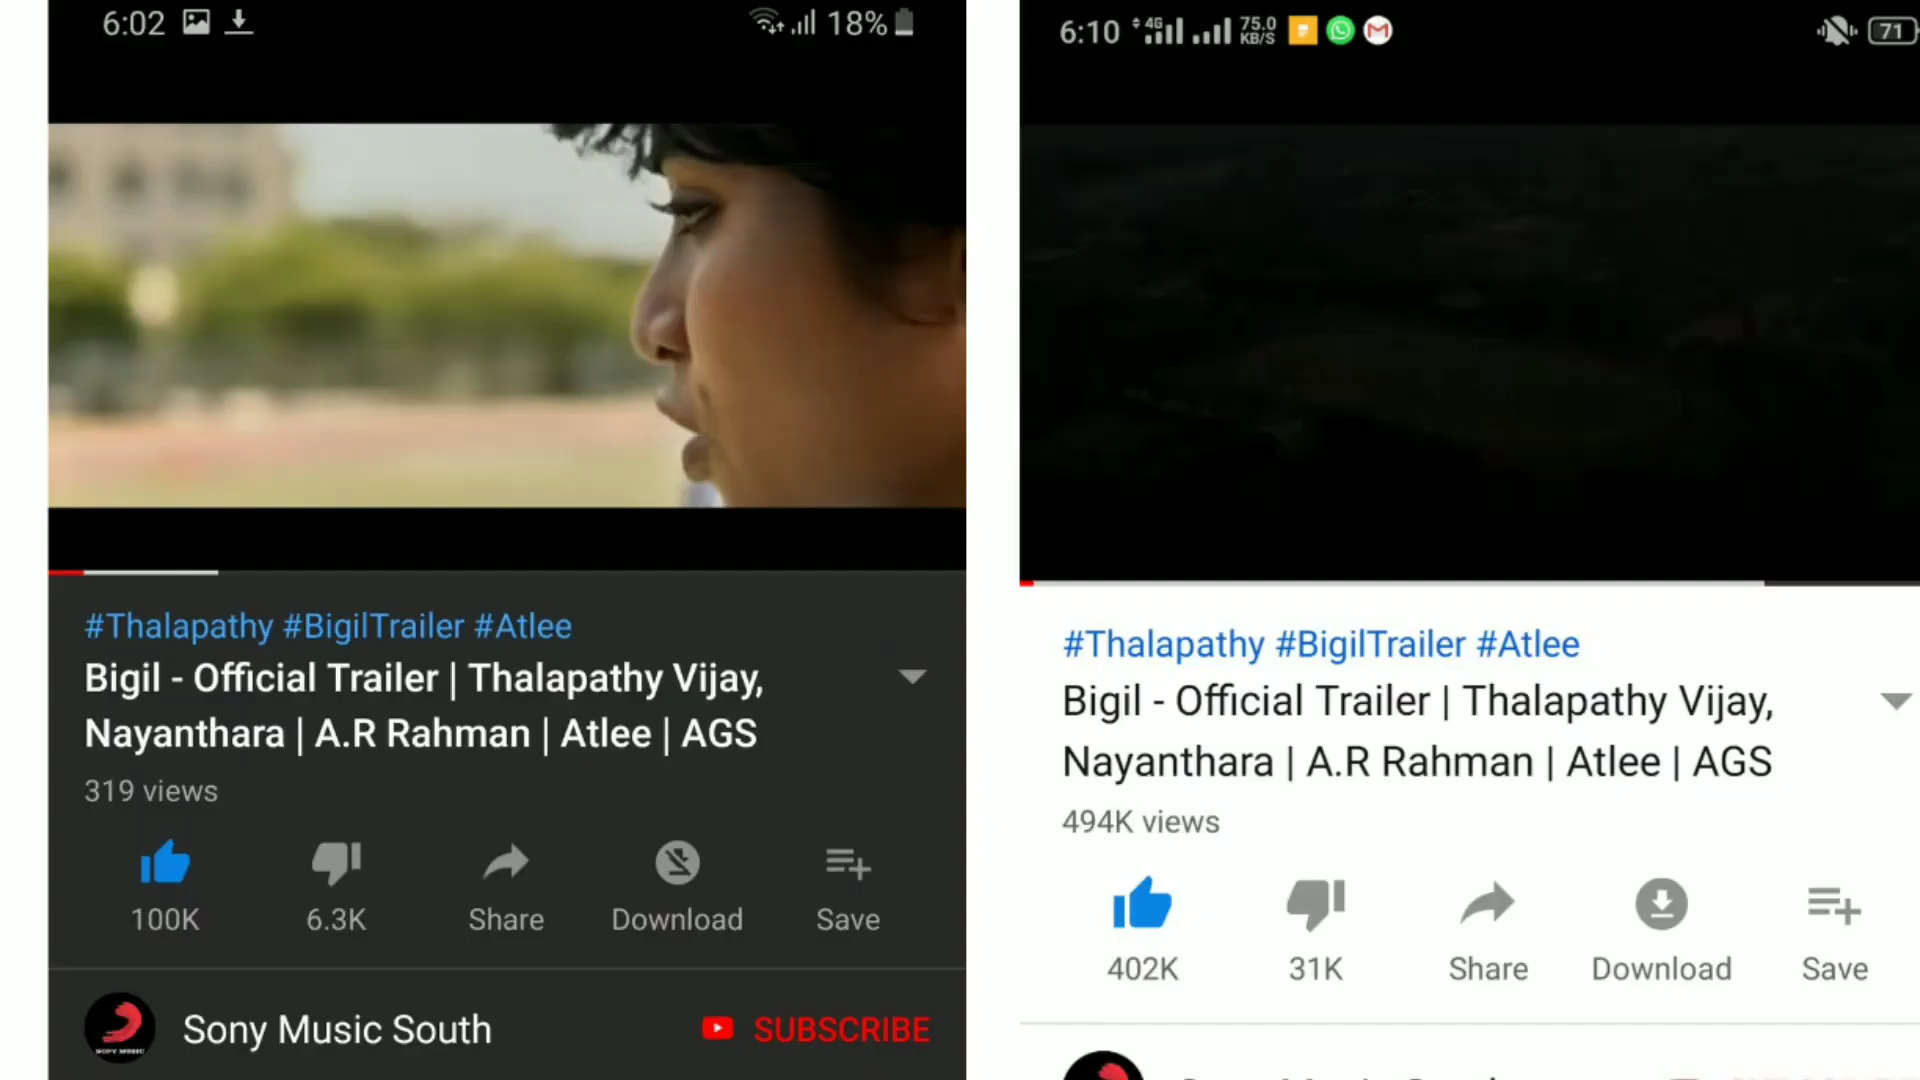 6:02
18%
#Thalapathy #BigilTrailer #Atlee
Bigil - Official Trailer | Thalapathy Vijay,
Nayanthara | A.R Rahman | Atlee | AGS
319 views
100K
6.3K
Share
Download
Save
SONY MUSIC
Sony Music South
SUBSCRIBE
6:10
4G
75.0
KB/S
71
#Thalapathy #BigilTrailer #Atlee
Bigil - Official Trailer | Thalapathy Vijay,
Nayanthara | A.R Rahman | Atlee | AGS
494K views
402K
31K
Share
Download
Save